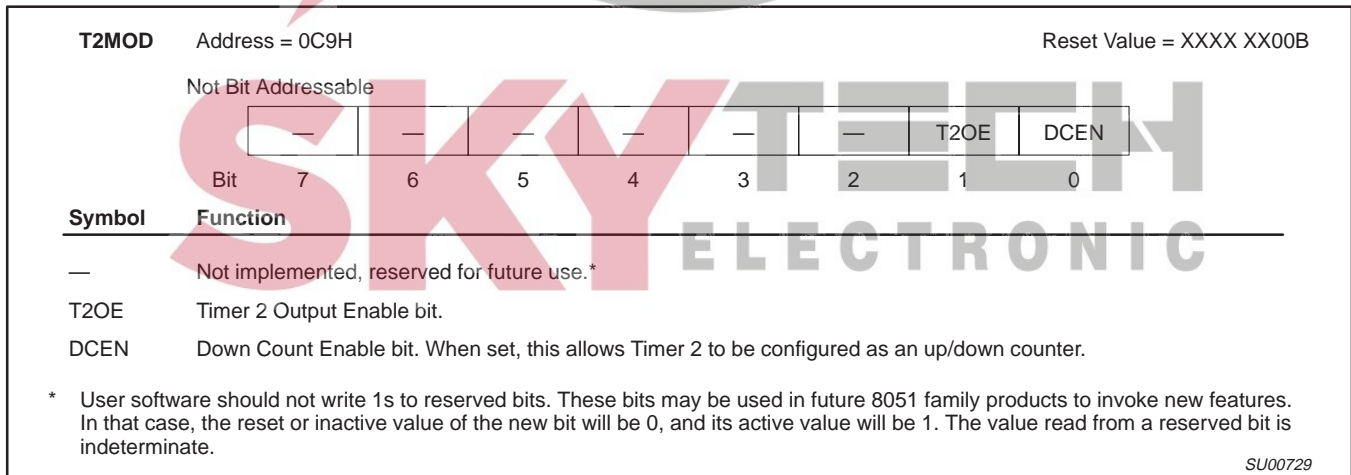 T2MOD Address = 0C9H Reset Value = XXXX XX00B
Not Bit Addressable
— — — — — — T2OE DCEN
Bit 7 6 5 4 3 2 1 0
Symbol Function
— Not implemented, reserved for future use.*
T2OE Timer 2 Output Enable bit.
DCEN Down Count Enable bit. When set, this allows Timer 2 to be configured as an up/down counter.
* User software should not write 1s to reserved bits. These bits may be used in future 8051 family products to invoke new features.
In that case, the reset or inactive value of the new bit will be 0, and its active value will be 1. The value read from a reserved bit is
indeterminate.
SU00729
SKYTECH
ELECTRONIC